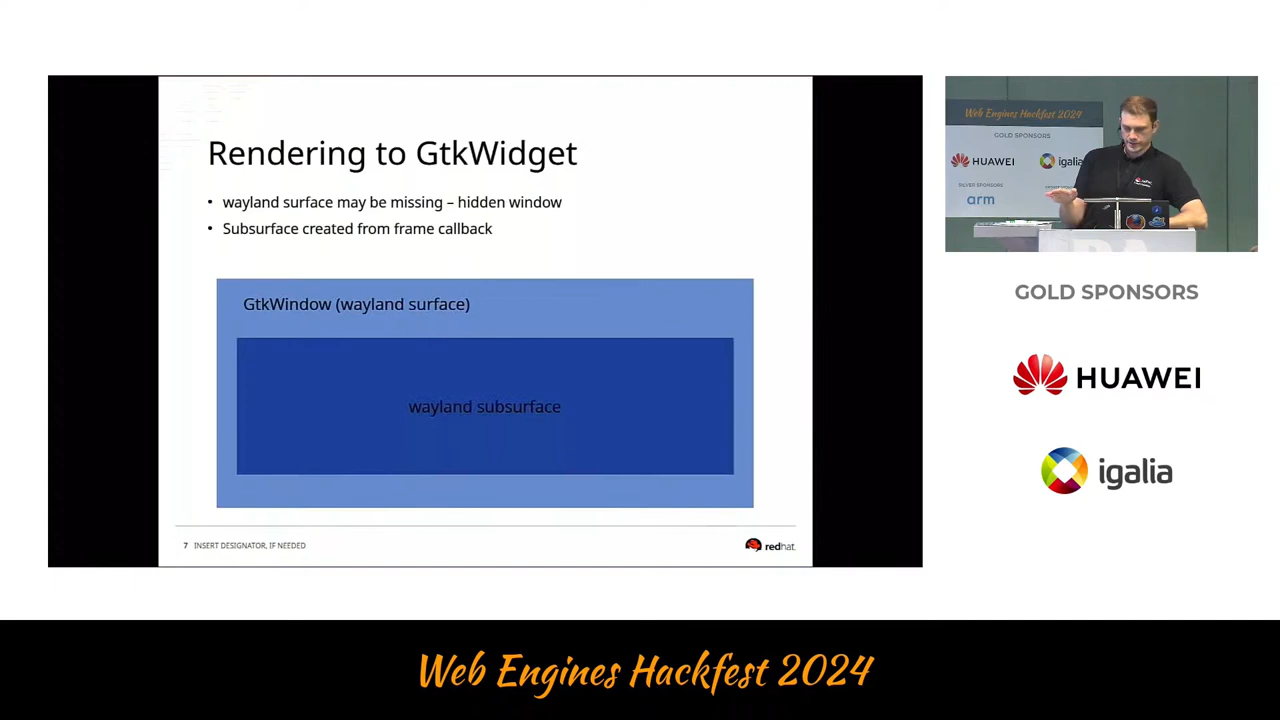 Rendering to GtkWidget
• wayland surface may be missing – hidden window
• Subsurface created from frame callback
GtkWindow (wayland surface)
wayland subsurface
7 INSERT DESIGNATOR, IF NEEDED
redhat.
Web Engines Hackfest 2024
GOLD SPONSORS
HUAWEI
igalia
SILVER SPONSORS
arm
GOLD SPONSORS
HUAWEI
igalia
Web Engines Hackfest 2024